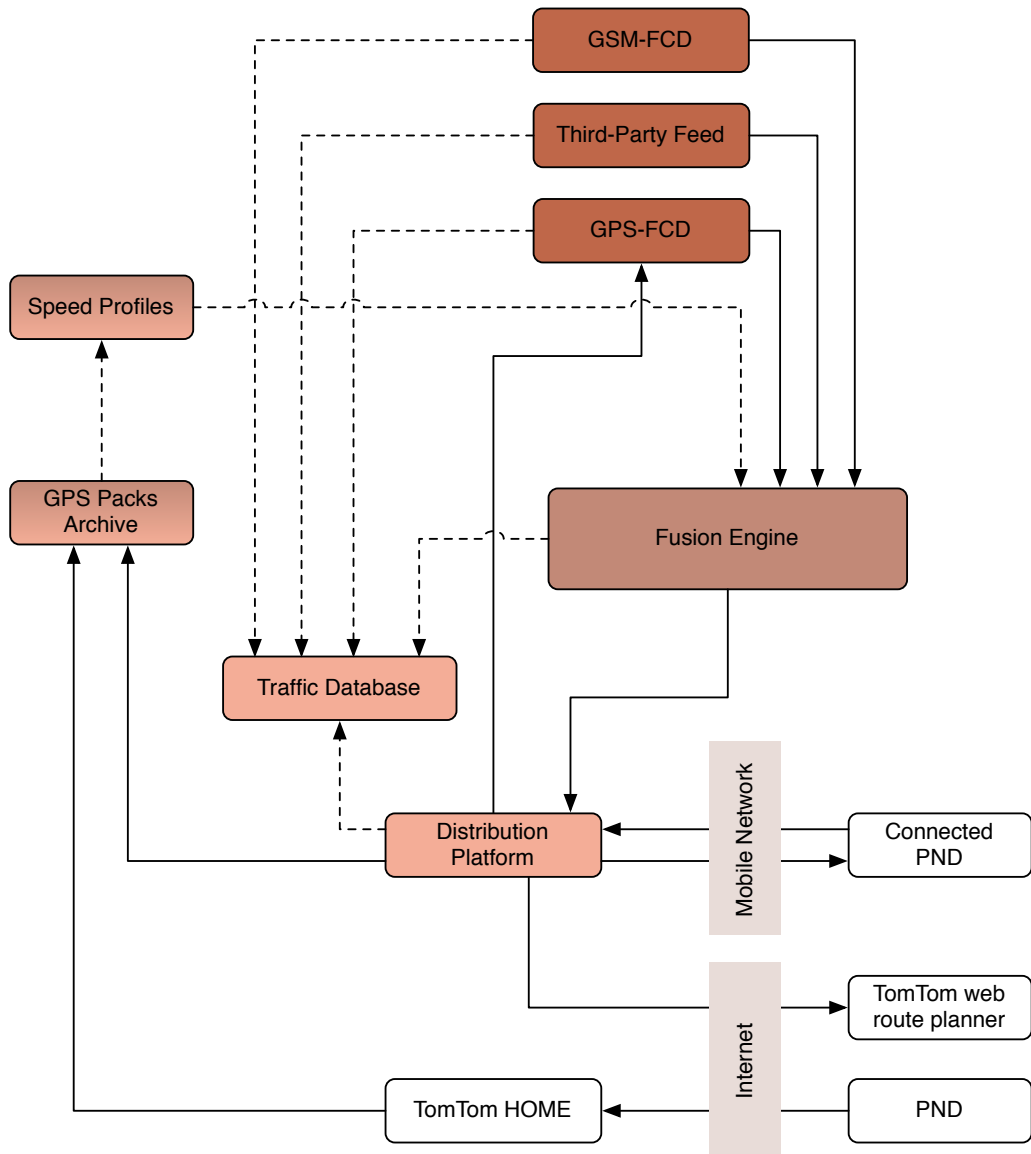 GSM-FCD
Third-Party Feed
GPS-FCD
Speed Profiles
GPS Packs
Archive
Fusion Engine
Traffic Database
Distribution
Platform
Mobile Network
Connected
PND
TomTom web
route planner
Internet
TomTom HOME
PND